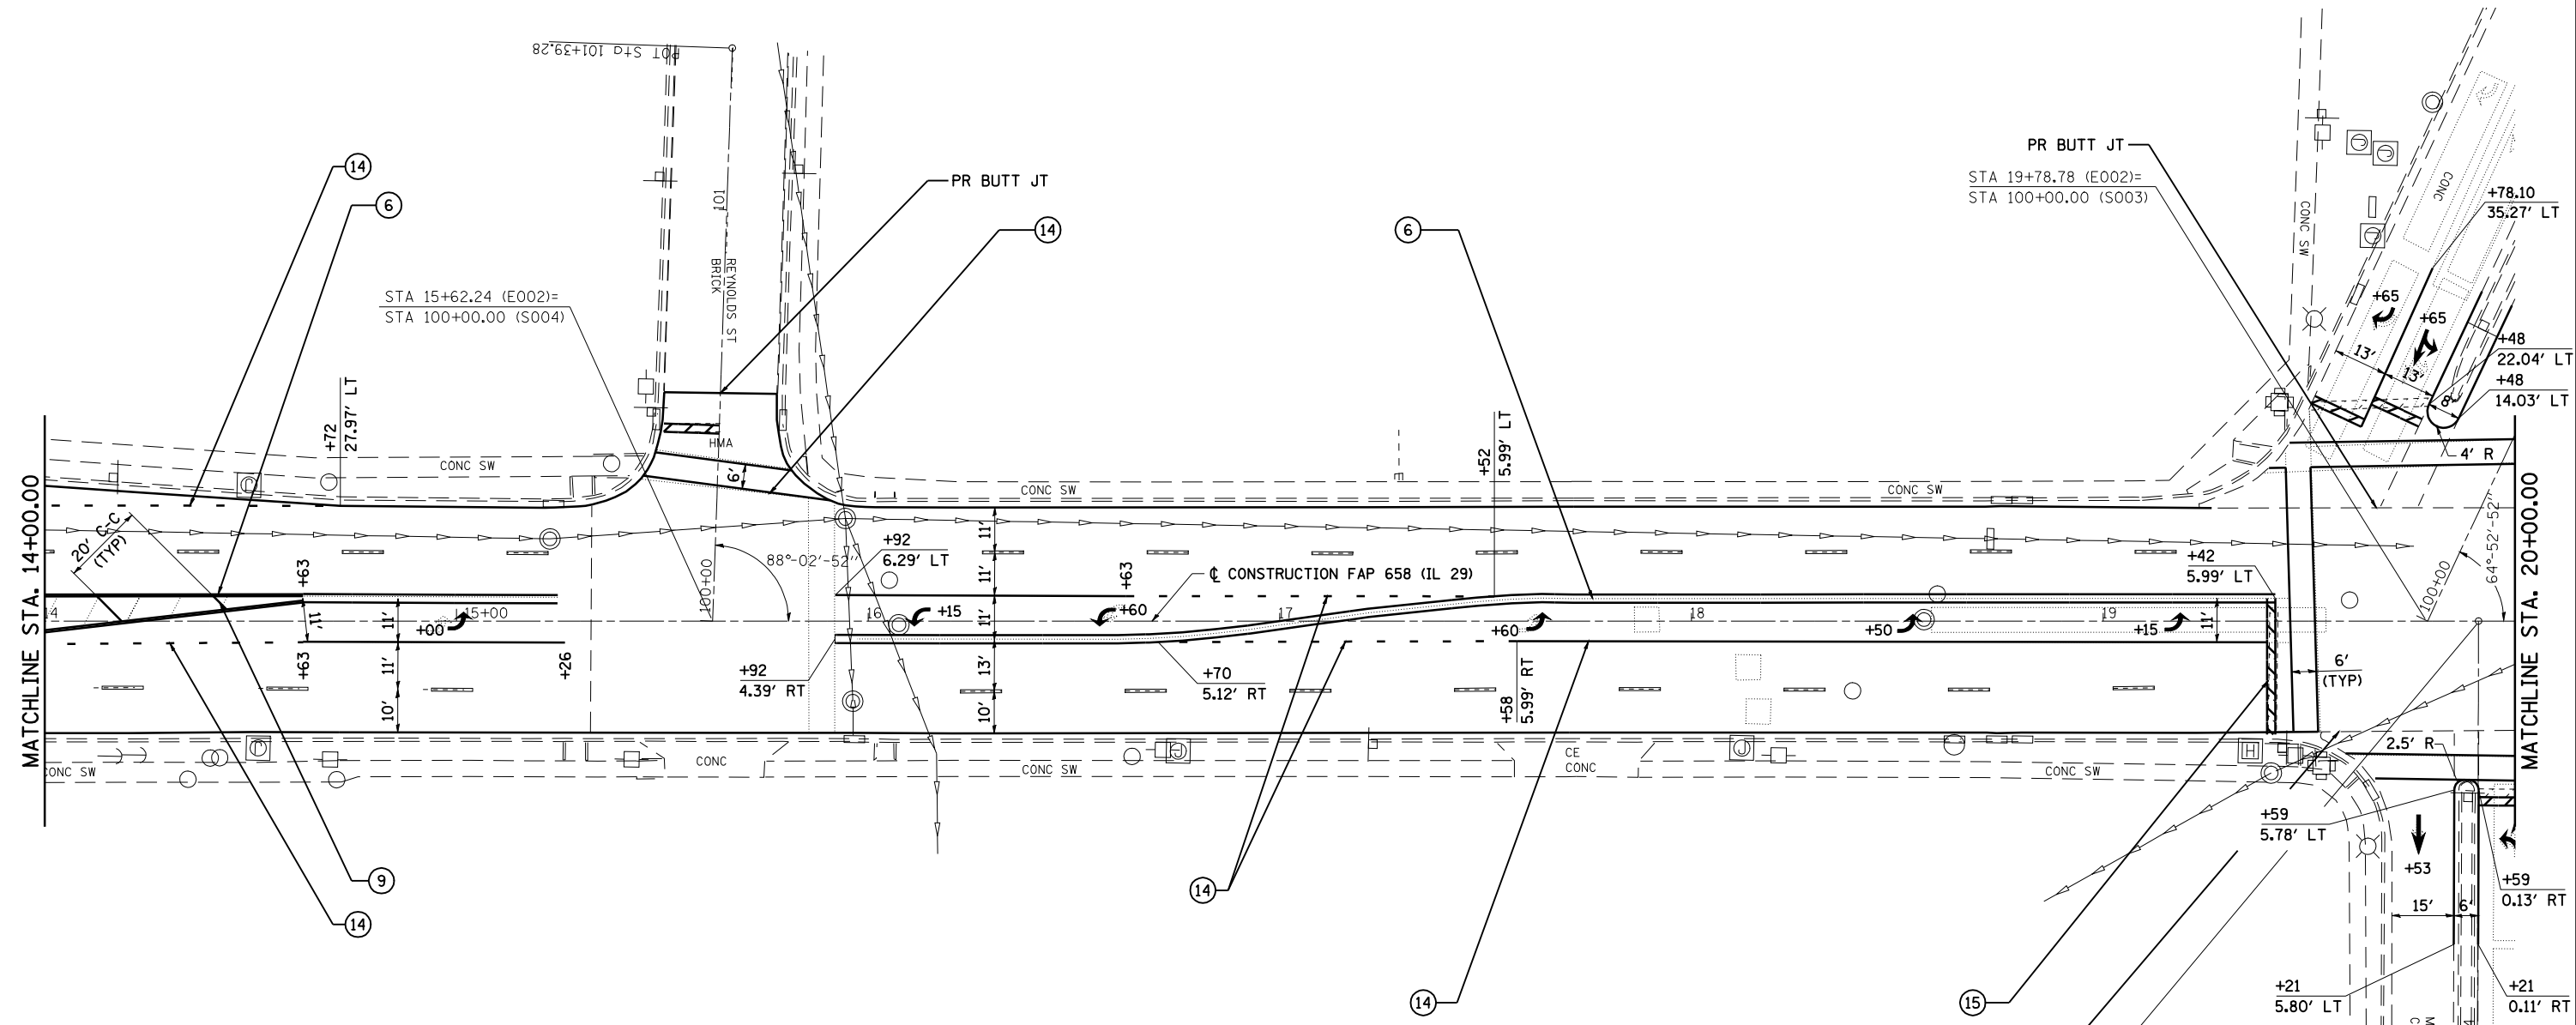 POT Sta 101+39.28
101
REYNOLDS ST
BRICK
PR BUTT JT
14
6
14
6
PR BUTT JT
STA 19+78.78 (E002)=
STA 100+00.00 (S003)
CONC SW
CONC
+78.10
35.27' LT
+65
+65
13'
13'
+48
22.04' LT
+48
14.03' LT
8'
4' R
STA 15+62.24 (E002)=
STA 100+00.00 (S004)
+72
27.97' LT
CONC SW
HMA
6'
+52
5.99' LT
CONC SW
CONC SW
MATCHLINE STA. 14+00.00
MATCHLINE STA. 20+00.00
20' C-C
(TYP)
+63
11'
11'
+00
15+00
14
100+00
88°-02'-52"
+92
6.29' LT
11'
11'
11'
+63
℄ CONSTRUCTION FAP 658 (IL 29)
+42
5.99' LT
64°-52'-52"
100+00
16
+15
+60
17
+60
18
+50
19
+15
11'
+63
11'
10'
+26
+92
4.39' RT
13'
10'
+70
5.12' RT
+58
5.99' RT
6'
(TYP)
CONC SW
CONC
CONC SW
CE
CONC
J
H
CONC SW
2.5' R
+59
5.78' LT
9
14
14
14
15
+53
+59
0.13' RT
15'
6'
+21
5.80' LT
+21
0.11' RT